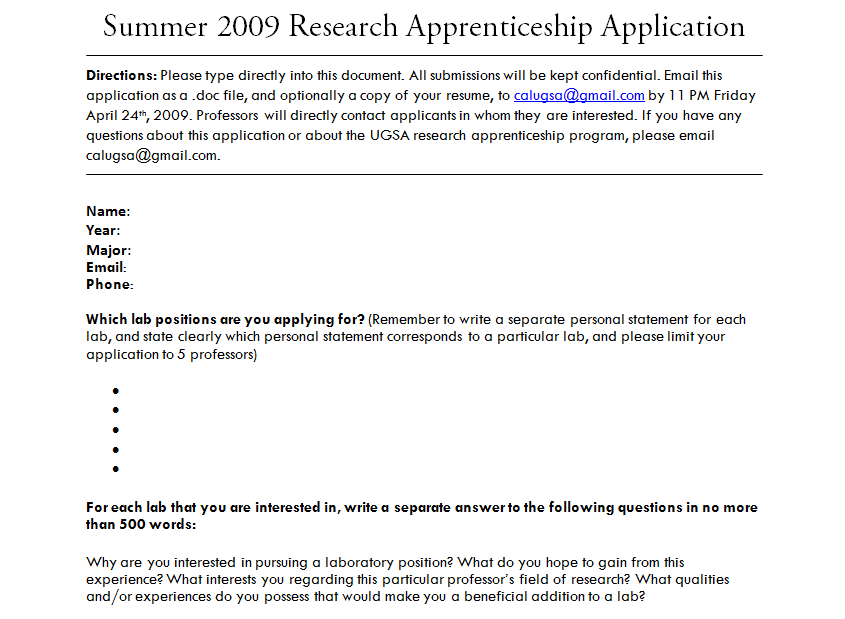 Summer 2009 Research Apprenticeship Application
Directions: Please type directly into this document. All submissions will be kept confidential. Email this
application as a .doc file, and optionally a copy of your resume, to calugsa@gmail.com by 11 PM Friday
April 24th, 2009. Professors will directly contact applicants in whom they are interested. If you have any
questions about this application or about the UGSA research apprenticeship program, please email
calugsa@gmail.com.
Name:
Year:
Major:
Email:
Phone:
Which lab positions are you applying for? (Remember to write a separate personal statement for each
lab, and state clearly which personal statement corresponds to a particular lab, and please limit your
application to 5 professors)
•
•
•
•
•
For each lab that you are interested in, write a separate answer to the following questions in no more
than 500 words:
Why are you interested in pursuing a laboratory position? What do you hope to gain from this
experience? What interests you regarding this particular professor's field of research? What qualities
and/or experiences do you possess that would make you a beneficial addition to a lab?